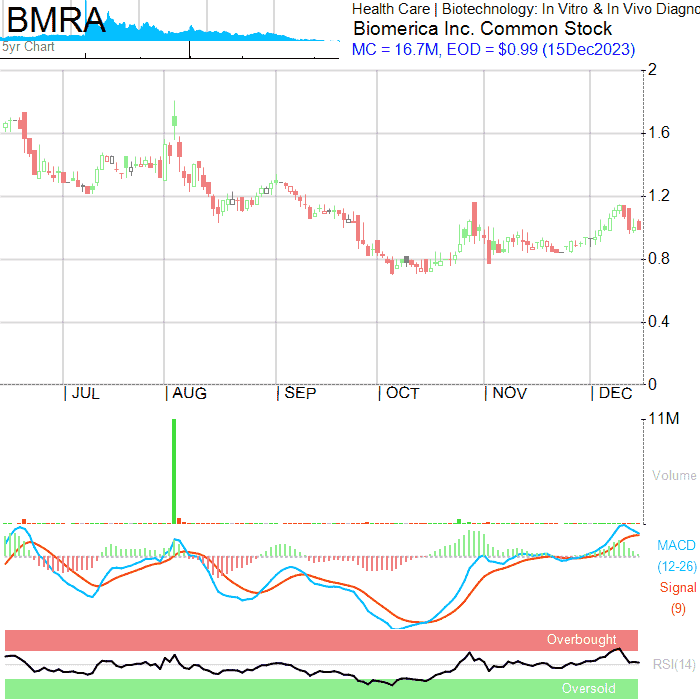 BMRA
5yr Chart
Health Care | Biotechnology: In Vitro & In Vivo Diagno
Biomerica Inc. Common Stock
MC = 16.7M, EOD = $0.99 (15Dec2023)
2
1.6
1.2
0.8
0.4
0
| JUL | AUG | SEP | OCT | NOV | DEC
11M
Volume
MACD
(12-26)
Signal
(9)
Overbought
RSI(14)
Oversold